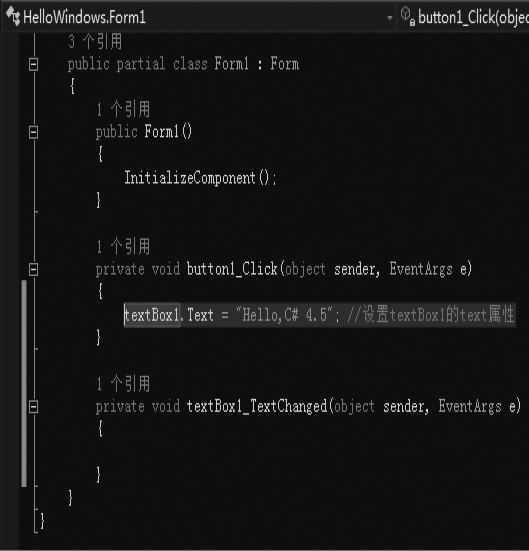 HelloWindows.Form1
button1_Click(objec
3 个引用
public partial class Form1 : Form
{
1 个引用
public Form1()
{
InitializeComponent();
}
1 个引用
private void button1_Click(object sender, EventArgs e)
{
textBox1.Text = "Hello,C# 4.5"; //设置textBox1的text属性
}
1 个引用
private void textBox1_TextChanged(object sender, EventArgs e)
{
}
}
}